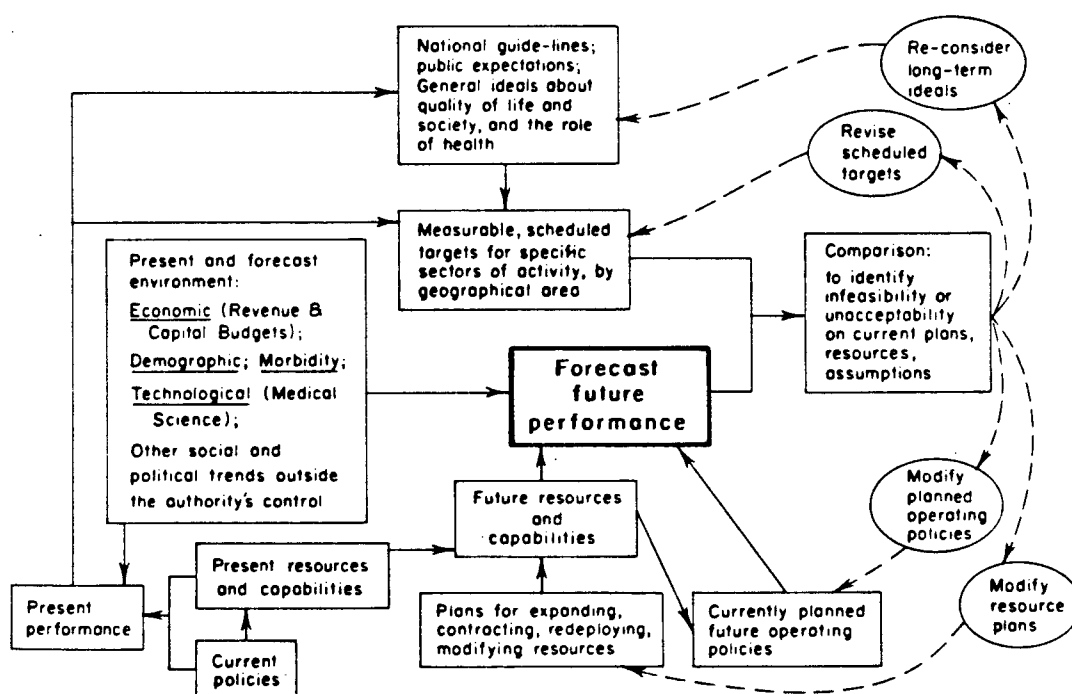 National guide-lines;
public expectations;
General ideals about
quality of life and
society, and the role
of health
Re-consider
long-term
ideals
Revise
scheduled
targets
Measurable, scheduled
targets for specific
sectors of activity, by
geographical area
Present and forecast
environment:
Economic (Revenue &
Capital Budgets);
Demographic; Morbidity;
Technological (Medical
Science);
Other social and
political trends outside
the authority's control
Comparison:
to identify
infeasibility or
unacceptability
on current plans,
resources,
assumptions
Forecast
future
performance
Future resources
and
capabilities
Modify
planned
operating
policies
Present resources
and capabilities
Present
performance
Current
policies
Plans for expanding,
contracting, redeploying,
modifying resources
Currently planned
future operating
policies
Modify
resource
plans